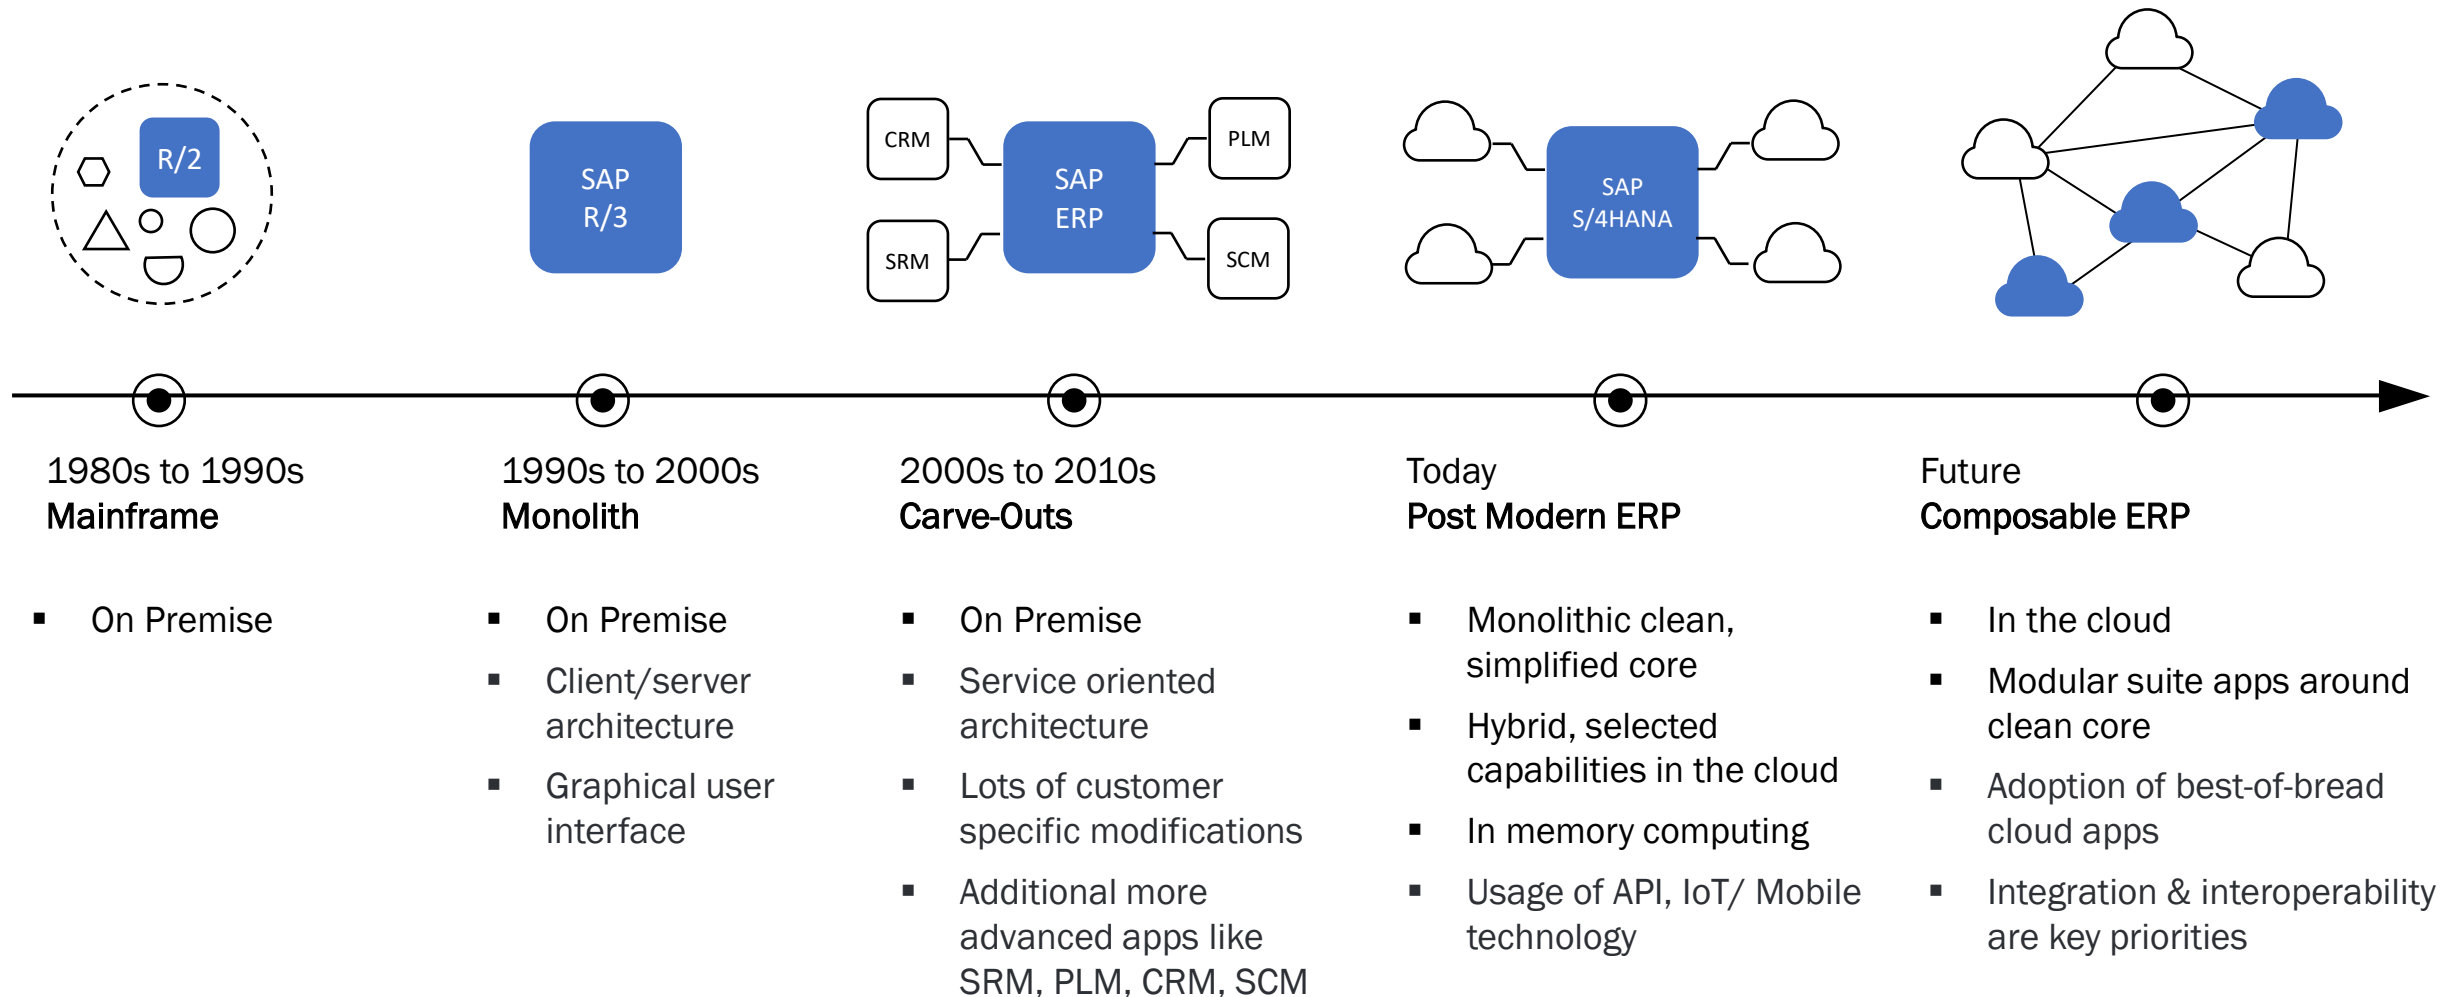 R/2
SAP
R/3
CRM
SRM
SAP
ERP
PLM
SCM
SAP
S/4HANA
1980s to 1990s
Mainframe
▪ On Premise
1990s to 2000s
Monolith
▪ On Premise
▪ Client/server
architecture
▪ Graphical user
interface
2000s to 2010s
Carve-Outs
▪ On Premise
▪ Service oriented
architecture
▪ Lots of customer
specific modifications
▪ Additional more
advanced apps like
SRM, PLM, CRM, SCM
Today
Post Modern ERP
▪ Monolithic clean,
simplified core
▪ Hybrid, selected
capabilities in the cloud
▪ In memory computing
▪ Usage of API, IoT/ Mobile
technology
Future
Composable ERP
▪ In the cloud
▪ Modular suite apps around
clean core
▪ Adoption of best-of-bread
cloud apps
▪ Integration & interoperability
are key priorities